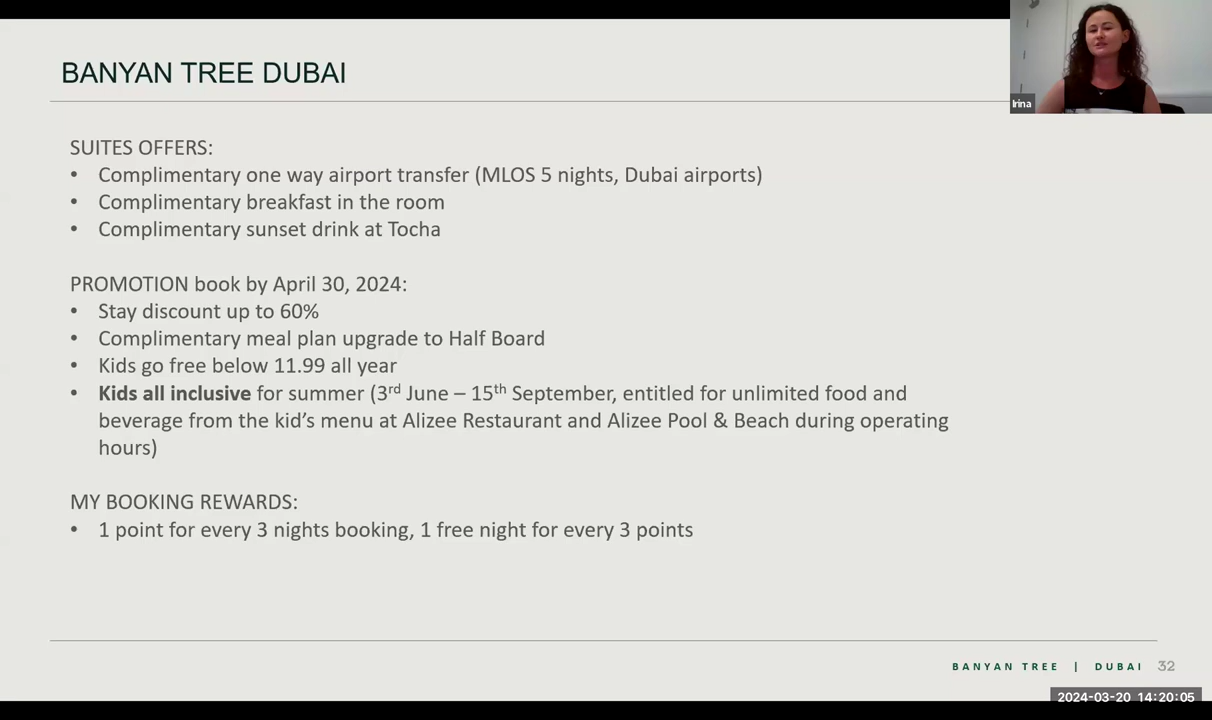 BANYAN TREE DUBAI
Irina
SUITES OFFERS:
• Complimentary one way airport transfer (MLOS 5 nights, Dubai airports)
• Complimentary breakfast in the room
• Complimentary sunset drink at Tocha
PROMOTION book by April 30, 2024:
• Stay discount up to 60%
• Complimentary meal plan upgrade to Half Board
• Kids go free below 11.99 all year
• Kids all inclusive for summer (3rd June – 15th September, entitled for unlimited food and
beverage from the kid’s menu at Alizee Restaurant and Alizee Pool & Beach during operating
hours)
MY BOOKING REWARDS:
• 1 point for every 3 nights booking, 1 free night for every 3 points
BANYAN TREE | DUBAI 32
2024-03-20 14:20:05